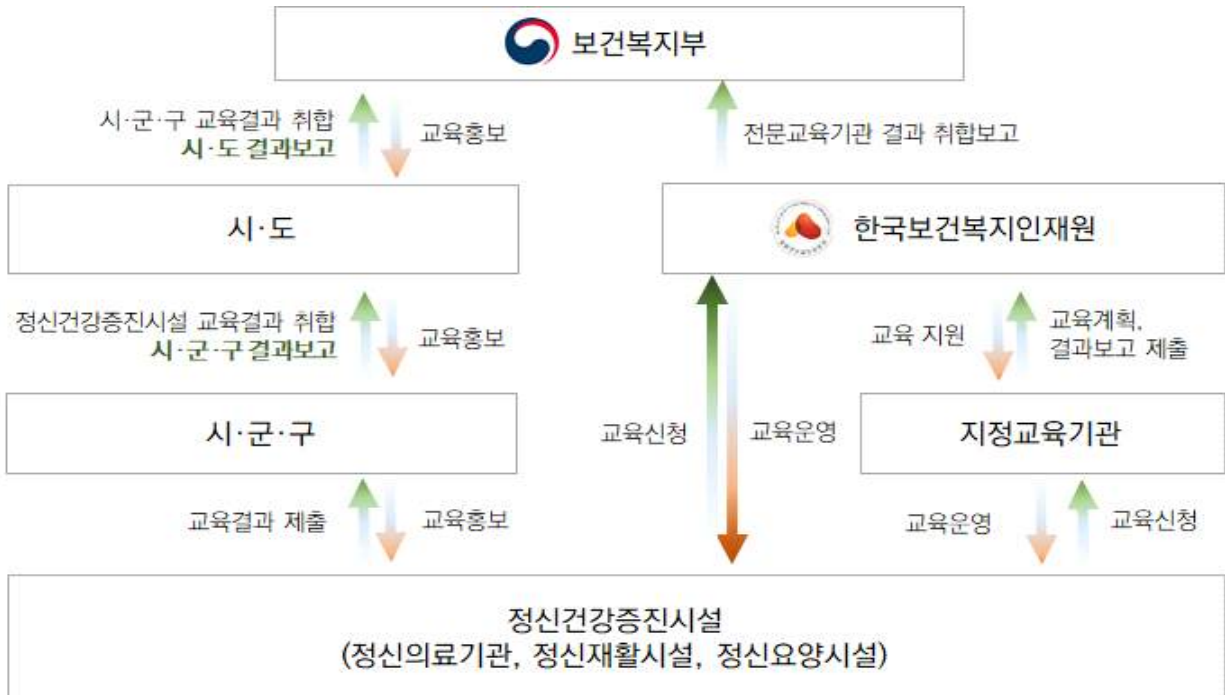 보건복지부
시·군·구 교육결과 취합
시·도 결과보고
교육홍보
전문교육기관 결과 취합보고
시·도
한국보건복지인재원
정신건강증진시설 교육결과 취합
시·군·구 결과보고
교육홍보
교육 지원
교육계획,
결과보고 제출
시·군·구
교육신청
교육운영
지정교육기관
교육결과 제출
교육홍보
교육운영
교육신청
정신건강증진시설
(정신의료기관, 정신재활시설, 정신요양시설)